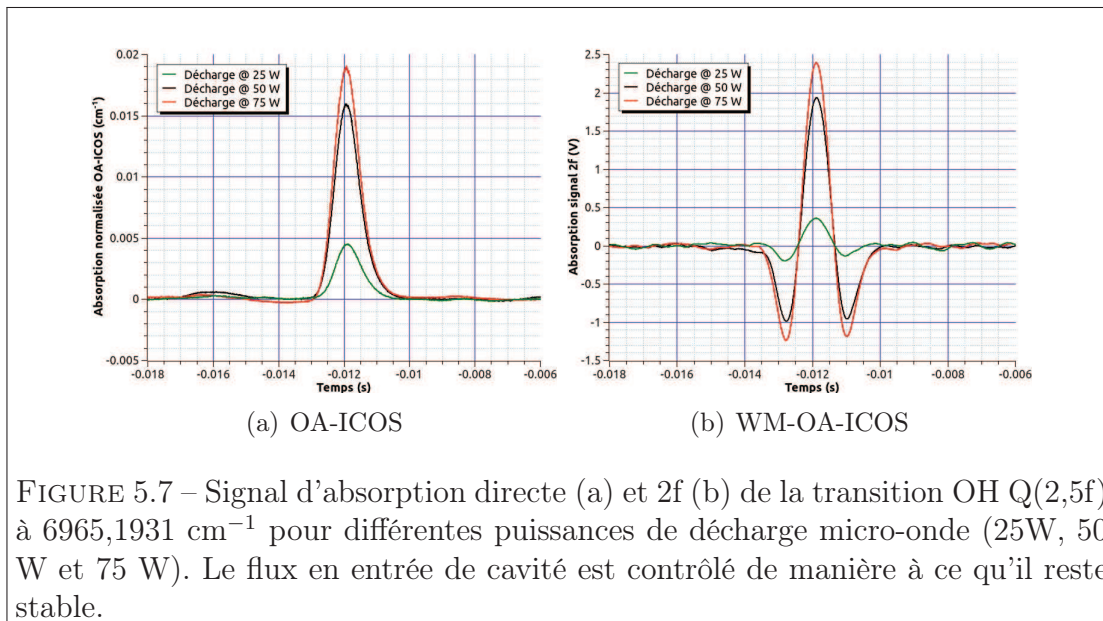 0.02
0.015
0.01
0.005
0
-0.005
Absorption normalisée OA-ICOS (cm⁻¹)
Décharge @ 25 W
Décharge @ 50 W
Décharge @ 75 W
-0.018 -0.016 -0.014 -0.012 -0.01 -0.008 -0.006
Temps (s)
(a) OA-ICOS
2.5
2
1.5
1
0.5
0
-0.5
-1
-1.5
Absorption signal 2f (V)
Décharge @ 25 W
Décharge @ 50 W
Décharge @ 75 W
-0.018 -0.016 -0.014 -0.012 -0.01 -0.008 -0.006
Temps (s)
(b) WM-OA-ICOS
FIGURE 5.7 – Signal d'absorption directe (a) et 2f (b) de la transition OH Q(2,5f)
à 6965,1931 cm⁻¹ pour différentes puissances de décharge micro-onde (25W, 50
W et 75 W). Le flux en entrée de cavité est contrôlé de manière à ce qu'il reste
stable.